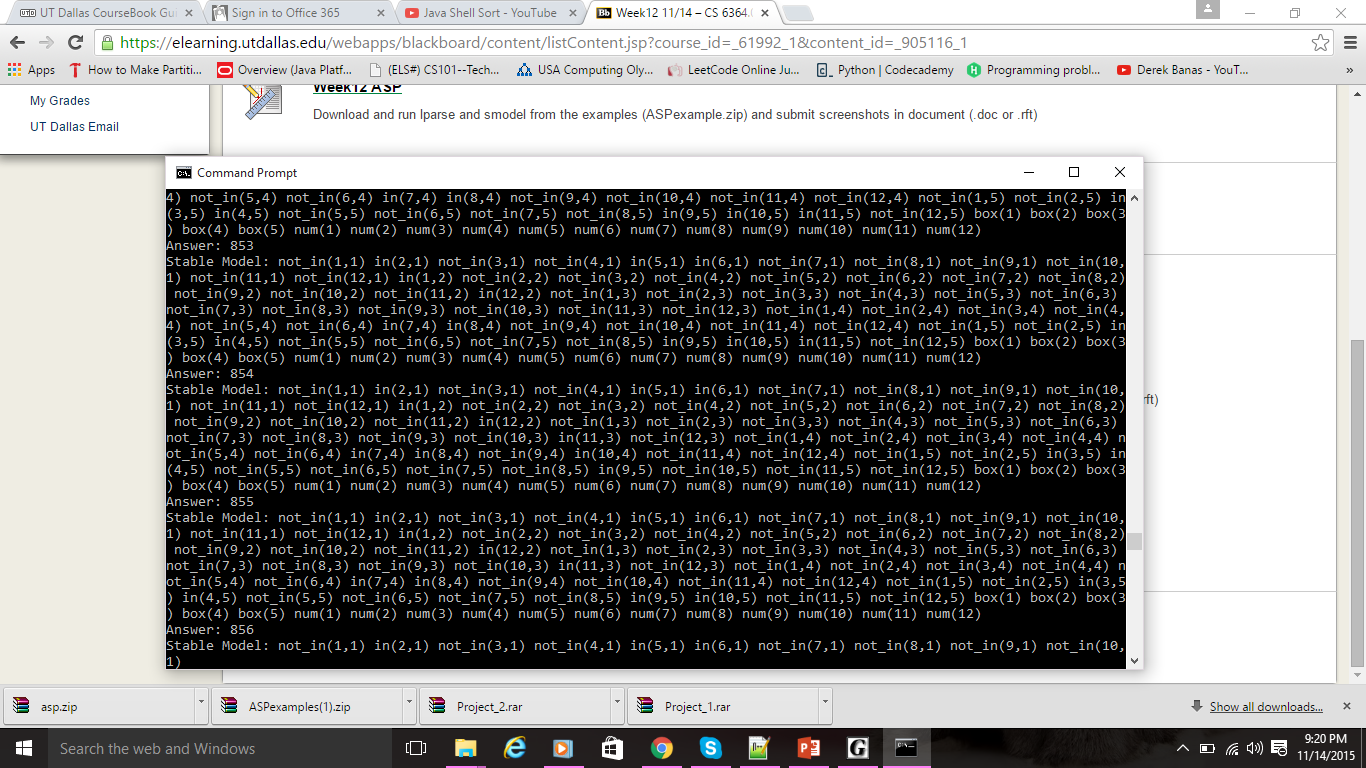 UT Dallas CourseBook Gui
Sign in to Office 365
Java Shell Sort - YouTube
Week12 11/14 – CS 6364.
https://elearning.utdallas.edu/webapps/blackboard/content/listContent.jsp?course_id=_61992_1&content_id=_905116_1
Apps
How to Make Partiti...
Overview (Java Platf...
(ELS#) CS101--Tech...
USA Computing Oly...
LeetCode Online Ju...
Python | Codecademy
Programming probl...
Derek Banas - YouT...
»
My Grades
UT Dallas Email
Week12 ASP
Download and run lparse and smodel from the examples (ASPexample.zip) and submit screenshots in document (.doc or .rft)
rft)
Command Prompt
4) not_in(5,4) not_in(6,4) in(7,4) in(8,4) not_in(9,4) not_in(10,4) not_in(11,4) not_in(12,4) not_in(1,5) not_in(2,5) in
(3,5) in(4,5) not_in(5,5) not_in(6,5) not_in(7,5) not_in(8,5) in(9,5) in(10,5) in(11,5) not_in(12,5) box(1) box(2) box(3
) box(4) box(5) num(1) num(2) num(3) num(4) num(5) num(6) num(7) num(8) num(9) num(10) num(11) num(12)
Answer: 853
Stable Model: not_in(1,1) in(2,1) not_in(3,1) not_in(4,1) in(5,1) in(6,1) not_in(7,1) not_in(8,1) not_in(9,1) not_in(10,
1) not_in(11,1) not_in(12,1) in(1,2) not_in(2,2) not_in(3,2) not_in(4,2) not_in(5,2) not_in(6,2) not_in(7,2) not_in(8,2)
not_in(9,2) not_in(10,2) not_in(11,2) in(12,2) not_in(1,3) not_in(2,3) not_in(3,3) not_in(4,3) not_in(5,3) not_in(6,3)
not_in(7,3) not_in(8,3) not_in(9,3) not_in(10,3) not_in(11,3) not_in(12,3) not_in(1,4) not_in(2,4) not_in(3,4) not_in(4,
4) not_in(5,4) not_in(6,4) in(7,4) in(8,4) not_in(9,4) not_in(10,4) not_in(11,4) not_in(12,4) not_in(1,5) not_in(2,5) in
(3,5) in(4,5) not_in(5,5) not_in(6,5) not_in(7,5) not_in(8,5) in(9,5) in(10,5) in(11,5) not_in(12,5) box(1) box(2) box(3
) box(4) box(5) num(1) num(2) num(3) num(4) num(5) num(6) num(7) num(8) num(9) num(10) num(11) num(12)
Answer: 854
Stable Model: not_in(1,1) in(2,1) not_in(3,1) not_in(4,1) in(5,1) in(6,1) not_in(7,1) not_in(8,1) not_in(9,1) not_in(10,
1) not_in(11,1) not_in(12,1) in(1,2) not_in(2,2) not_in(3,2) not_in(4,2) not_in(5,2) not_in(6,2) not_in(7,2) not_in(8,2)
not_in(9,2) not_in(10,2) not_in(11,2) in(12,2) not_in(1,3) not_in(2,3) not_in(3,3) not_in(4,3) not_in(5,3) not_in(6,3)
not_in(7,3) not_in(8,3) not_in(9,3) not_in(10,3) in(11,3) not_in(12,3) not_in(1,4) not_in(2,4) not_in(3,4) not_in(4,4) n
ot_in(5,4) not_in(6,4) in(7,4) in(8,4) not_in(9,4) in(10,4) not_in(11,4) not_in(12,4) not_in(1,5) not_in(2,5) in(3,5) in
(4,5) not_in(5,5) not_in(6,5) not_in(7,5) not_in(8,5) in(9,5) not_in(10,5) not_in(11,5) not_in(12,5) box(1) box(2) box(3
) box(4) box(5) num(1) num(2) num(3) num(4) num(5) num(6) num(7) num(8) num(9) num(10) num(11) num(12)
Answer: 855
Stable Model: not_in(1,1) in(2,1) not_in(3,1) not_in(4,1) in(5,1) in(6,1) not_in(7,1) not_in(8,1) not_in(9,1) not_in(10,
1) not_in(11,1) not_in(12,1) in(1,2) not_in(2,2) not_in(3,2) not_in(4,2) not_in(5,2) not_in(6,2) not_in(7,2) not_in(8,2)
not_in(9,2) not_in(10,2) not_in(11,2) in(12,2) not_in(1,3) not_in(2,3) not_in(3,3) not_in(4,3) not_in(5,3) not_in(6,3)
not_in(7,3) not_in(8,3) not_in(9,3) not_in(10,3) in(11,3) not_in(12,3) not_in(1,4) not_in(2,4) not_in(3,4) not_in(4,4) n
ot_in(5,4) not_in(6,4) in(7,4) in(8,4) not_in(9,4) not_in(10,4) not_in(11,4) not_in(12,4) not_in(1,5) not_in(2,5) in(3,5
) in(4,5) not_in(5,5) not_in(6,5) not_in(7,5) not_in(8,5) in(9,5) in(10,5) not_in(11,5) not_in(12,5) box(1) box(2) box(3
) box(4) box(5) num(1) num(2) num(3) num(4) num(5) num(6) num(7) num(8) num(9) num(10) num(11) num(12)
Answer: 856
Stable Model: not_in(1,1) in(2,1) not_in(3,1) not_in(4,1) in(5,1) in(6,1) not_in(7,1) not_in(8,1) not_in(9,1) not_in(10,
1)
asp.zip
ASPexamples(1).zip
Project_2.rar
Project_1.rar
Show all downloads...
Search the web and Windows
9:20 PM
11/14/2015